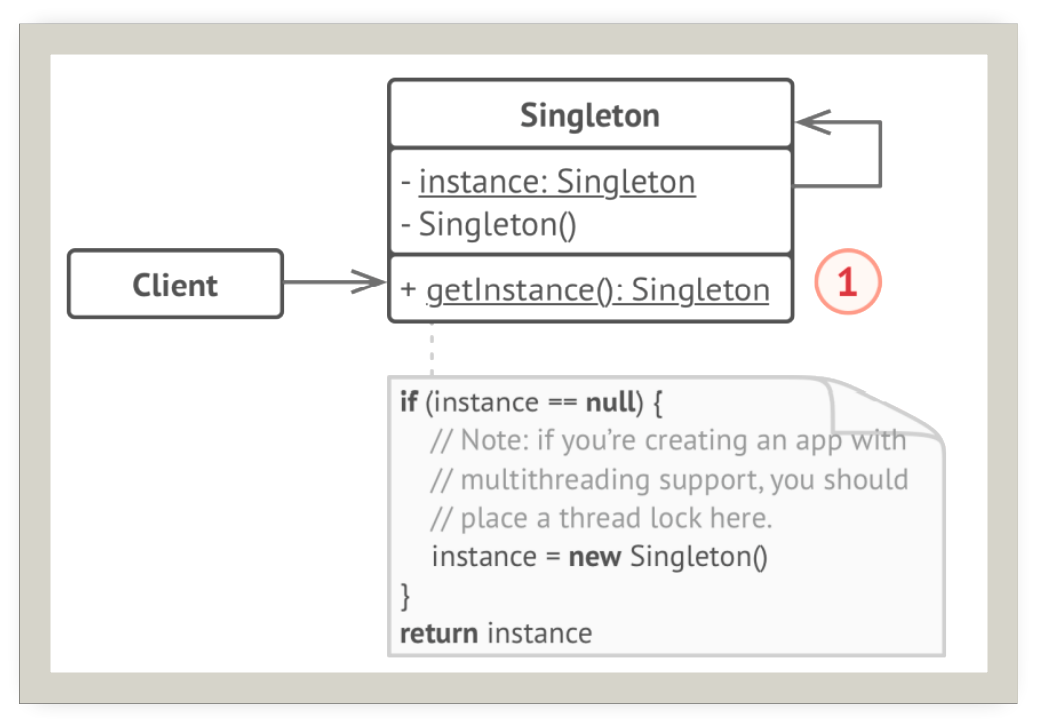 Singleton
- instance: Singleton
- Singleton()
Client
+ getInstance(): Singleton
1
if (instance == null) {
// Note: if you’re creating an app with
// multithreading support, you should
// place a thread lock here.
instance = new Singleton()
}
return instance